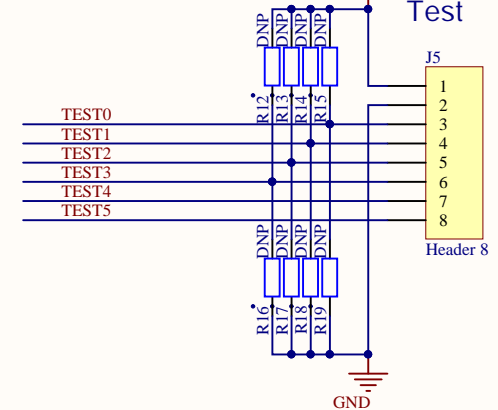 Test
DNP
DNP
DNP
DNP
J5
R12
R13
R14
R15
1
2
3
4
5
6
7
8
TEST0
TEST1
TEST2
TEST3
TEST4
TEST5
Header 8
DNP
DNP
DNP
DNP
R16
R17
R18
R19
GND